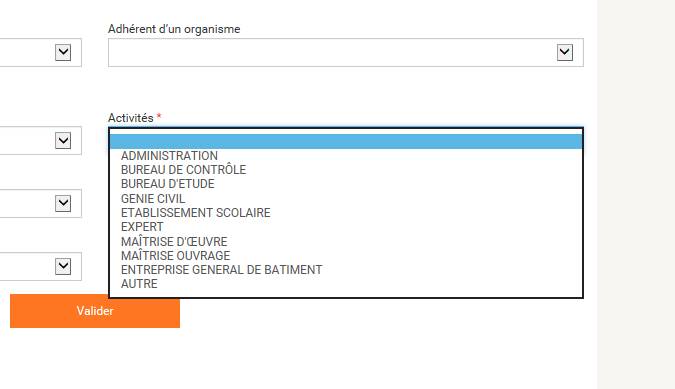 Adhérent d'un organisme
Activités *
ADMINISTRATION
BUREAU DE CONTRÔLE
BUREAU D'ETUDE
GENIE CIVIL
ETABLISSEMENT SCOLAIRE
EXPERT
MAÎTRISE D'ŒUVRE
MAÎTRISE OUVRAGE
ENTREPRISE GENERAL DE BATIMENT
AUTRE
Valider